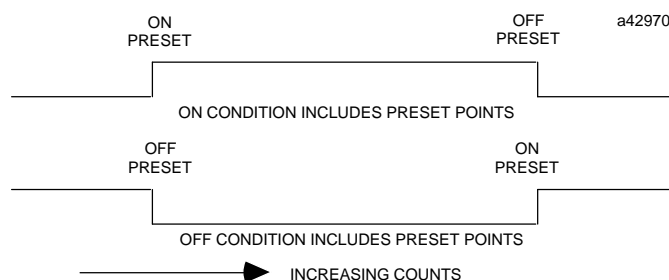 ON
PRESET
OFF
PRESET
a42970
ON CONDITION INCLUDES PRESET POINTS
OFF
PRESET
ON
PRESET
OFF CONDITION INCLUDES PRESET POINTS
INCREASING COUNTS